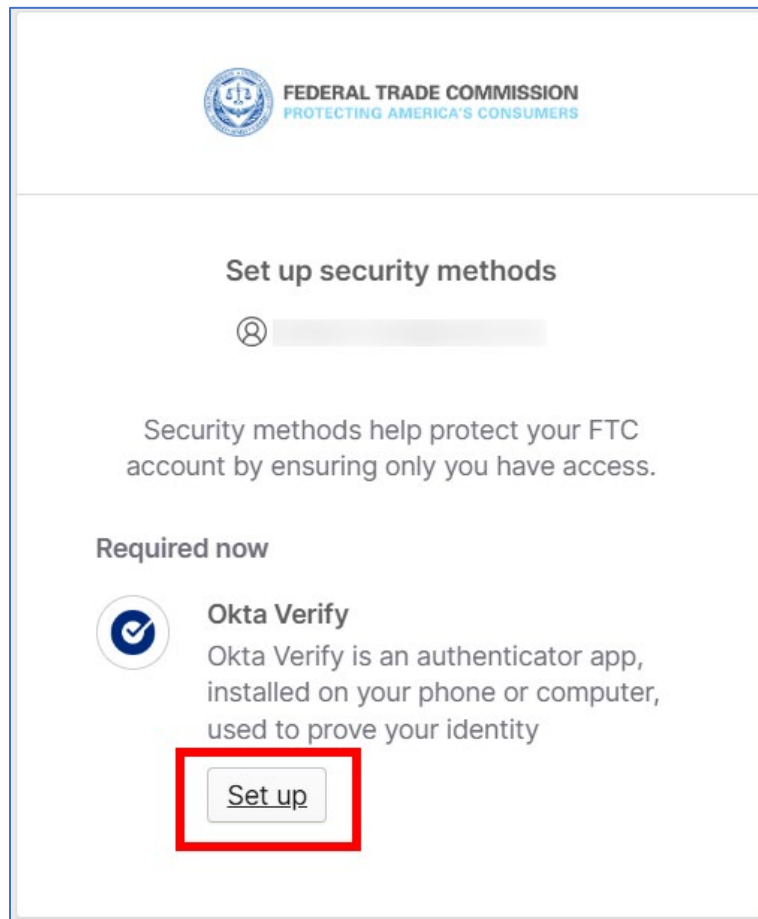 FEDERAL TRADE COMMISSION
PROTECTING AMERICA'S CONSUMERS
Set up security methods
Security methods help protect your FTC
account by ensuring only you have access.
Required now
Okta Verify
Okta Verify is an authenticator app,
installed on your phone or computer,
used to prove your identity
Set up